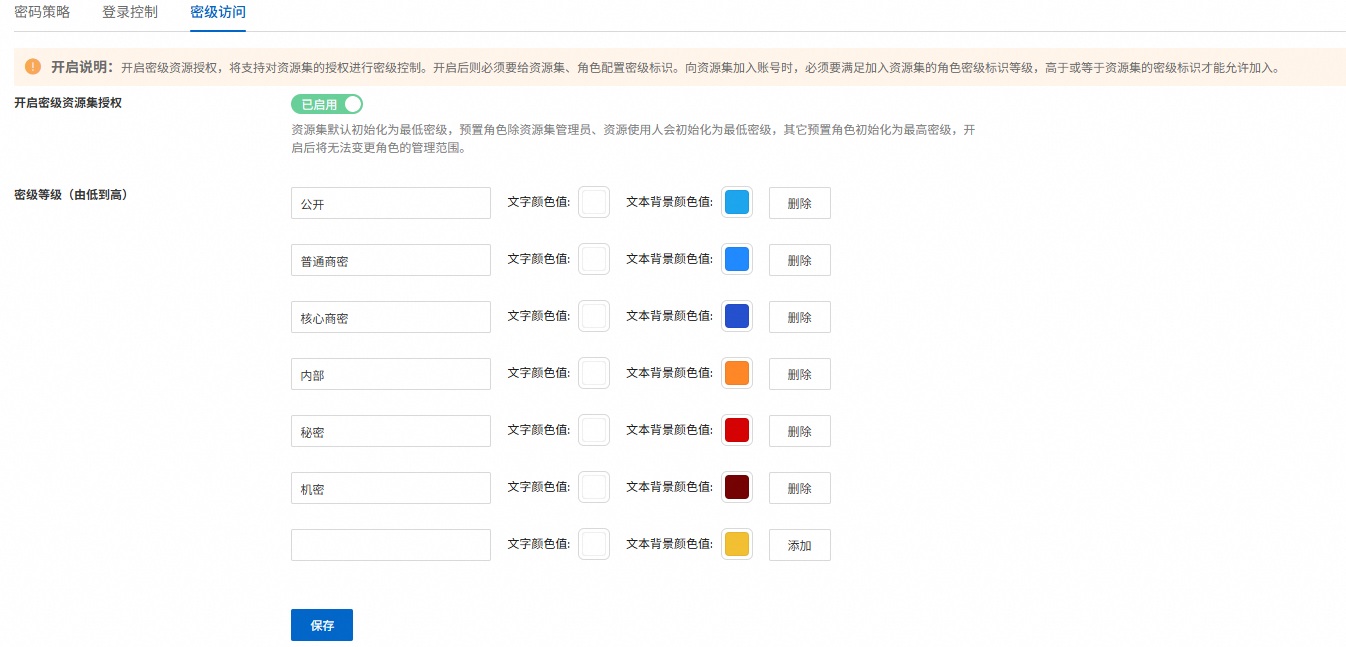 密码策略 登录控制 密级访问
开启说明：开启密级资源授权，将支持对资源集的授权进行密级控制。开启后则必须要给资源集、角色配置密级标识。向资源集加入账号时，必须要满足加入资源集的角色密级标识等级，高于或等于资源集的密级标识才能允许加入。
开启密级资源集授权 已启用
资源集默认初始化为最低密级，预置角色除资源集管理员、资源使用人会初始化为最低密级，其它预置角色初始化为最高密级，开
启后将无法变更角色的管理范围。
密级等级（由低到高） 公开 文字颜色值: 文本背景颜色值: 删除
普通商密 文字颜色值: 文本背景颜色值: 删除
核心商密 文字颜色值: 文本背景颜色值: 删除
内部 文字颜色值: 文本背景颜色值: 删除
秘密 文字颜色值: 文本背景颜色值: 删除
机密 文字颜色值: 文本背景颜色值: 删除
文字颜色值: 文本背景颜色值: 添加
保存